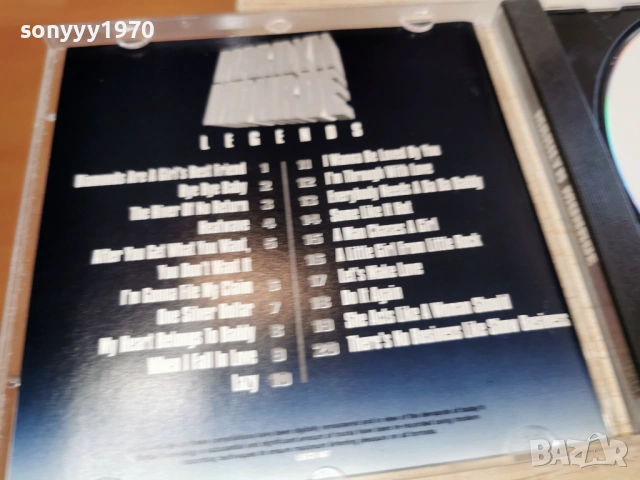 sonyyy1970
LEGENDS
Diamonds Are A Girl's Best Friend 1
Bye Bye Baby 2
The River Of No Return 3
Heatwave 4
After You Get What You Want, 5
You Don't Want It
I'm Gonna File My Claim 6
One Silver Dollar 7
My Heart Belongs To Daddy 8
When I Fall In Love 9
Lazy 10
11 I Wanna Be Loved By You
12 I'm Through With Love
13 Everybody Needs A Da Da Daddy
14 Some Like It Hot
15 A Man Chases A Girl
16 A Little Girl From Little Rock
17 Let's Make Love
18 Do It Again
19 She Acts Like A Woman Should
20 There's No Business Like Show Business
MARILYN MONROE
BAZAR